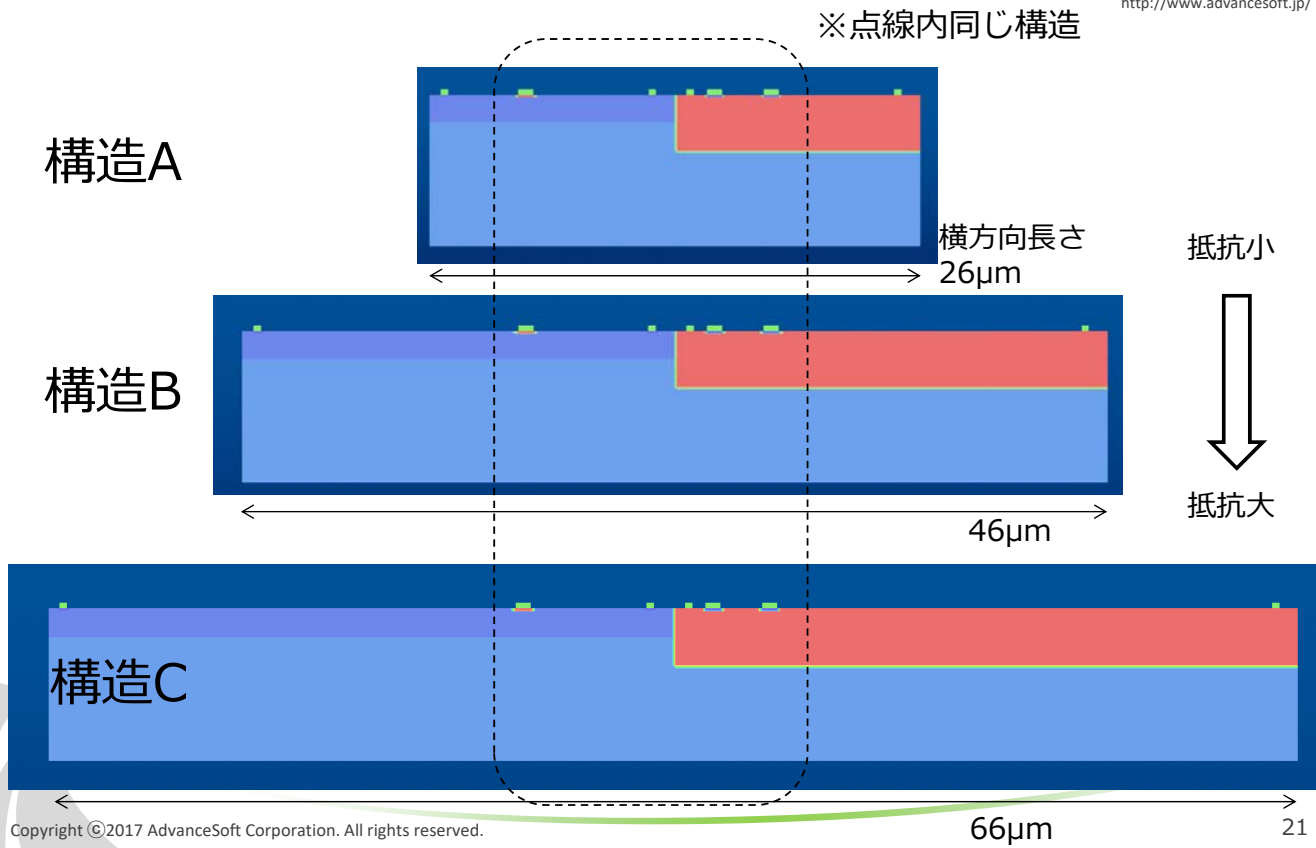 http://www.advancesoft.jp/
※点線内同じ構造
構造A
横方向長さ
26μm
抵抗小
構造B
46μm
抵抗大
構造C
66μm
Copyright ⓒ2017 AdvanceSoft Corporation. All rights reserved.
21